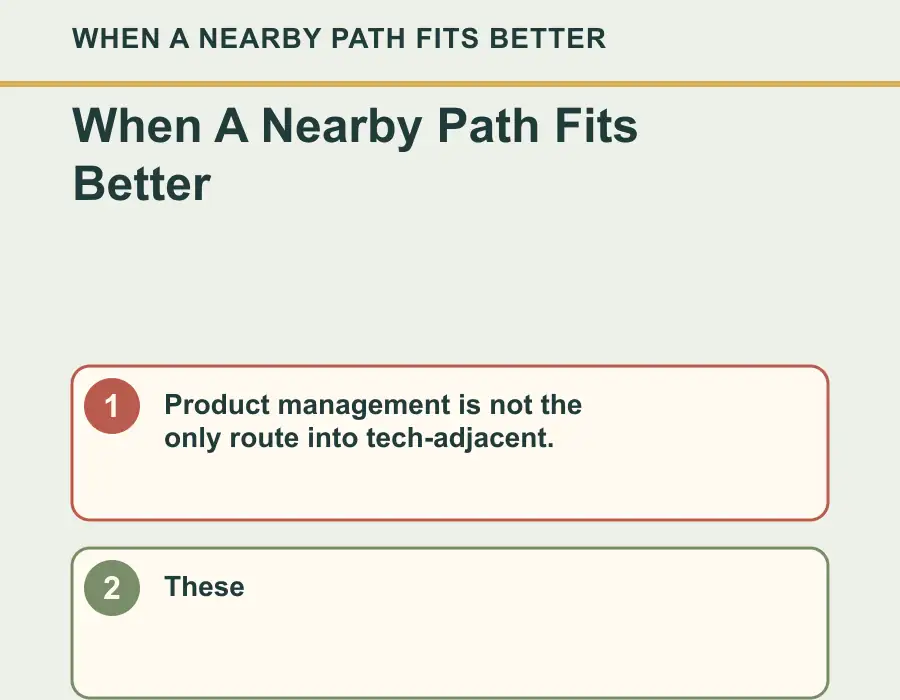 WHEN A NEARBY PATH FITS BETTER
When A Nearby Path Fits
Better
1
Product management is not the
only route into tech-adjacent.
2
These